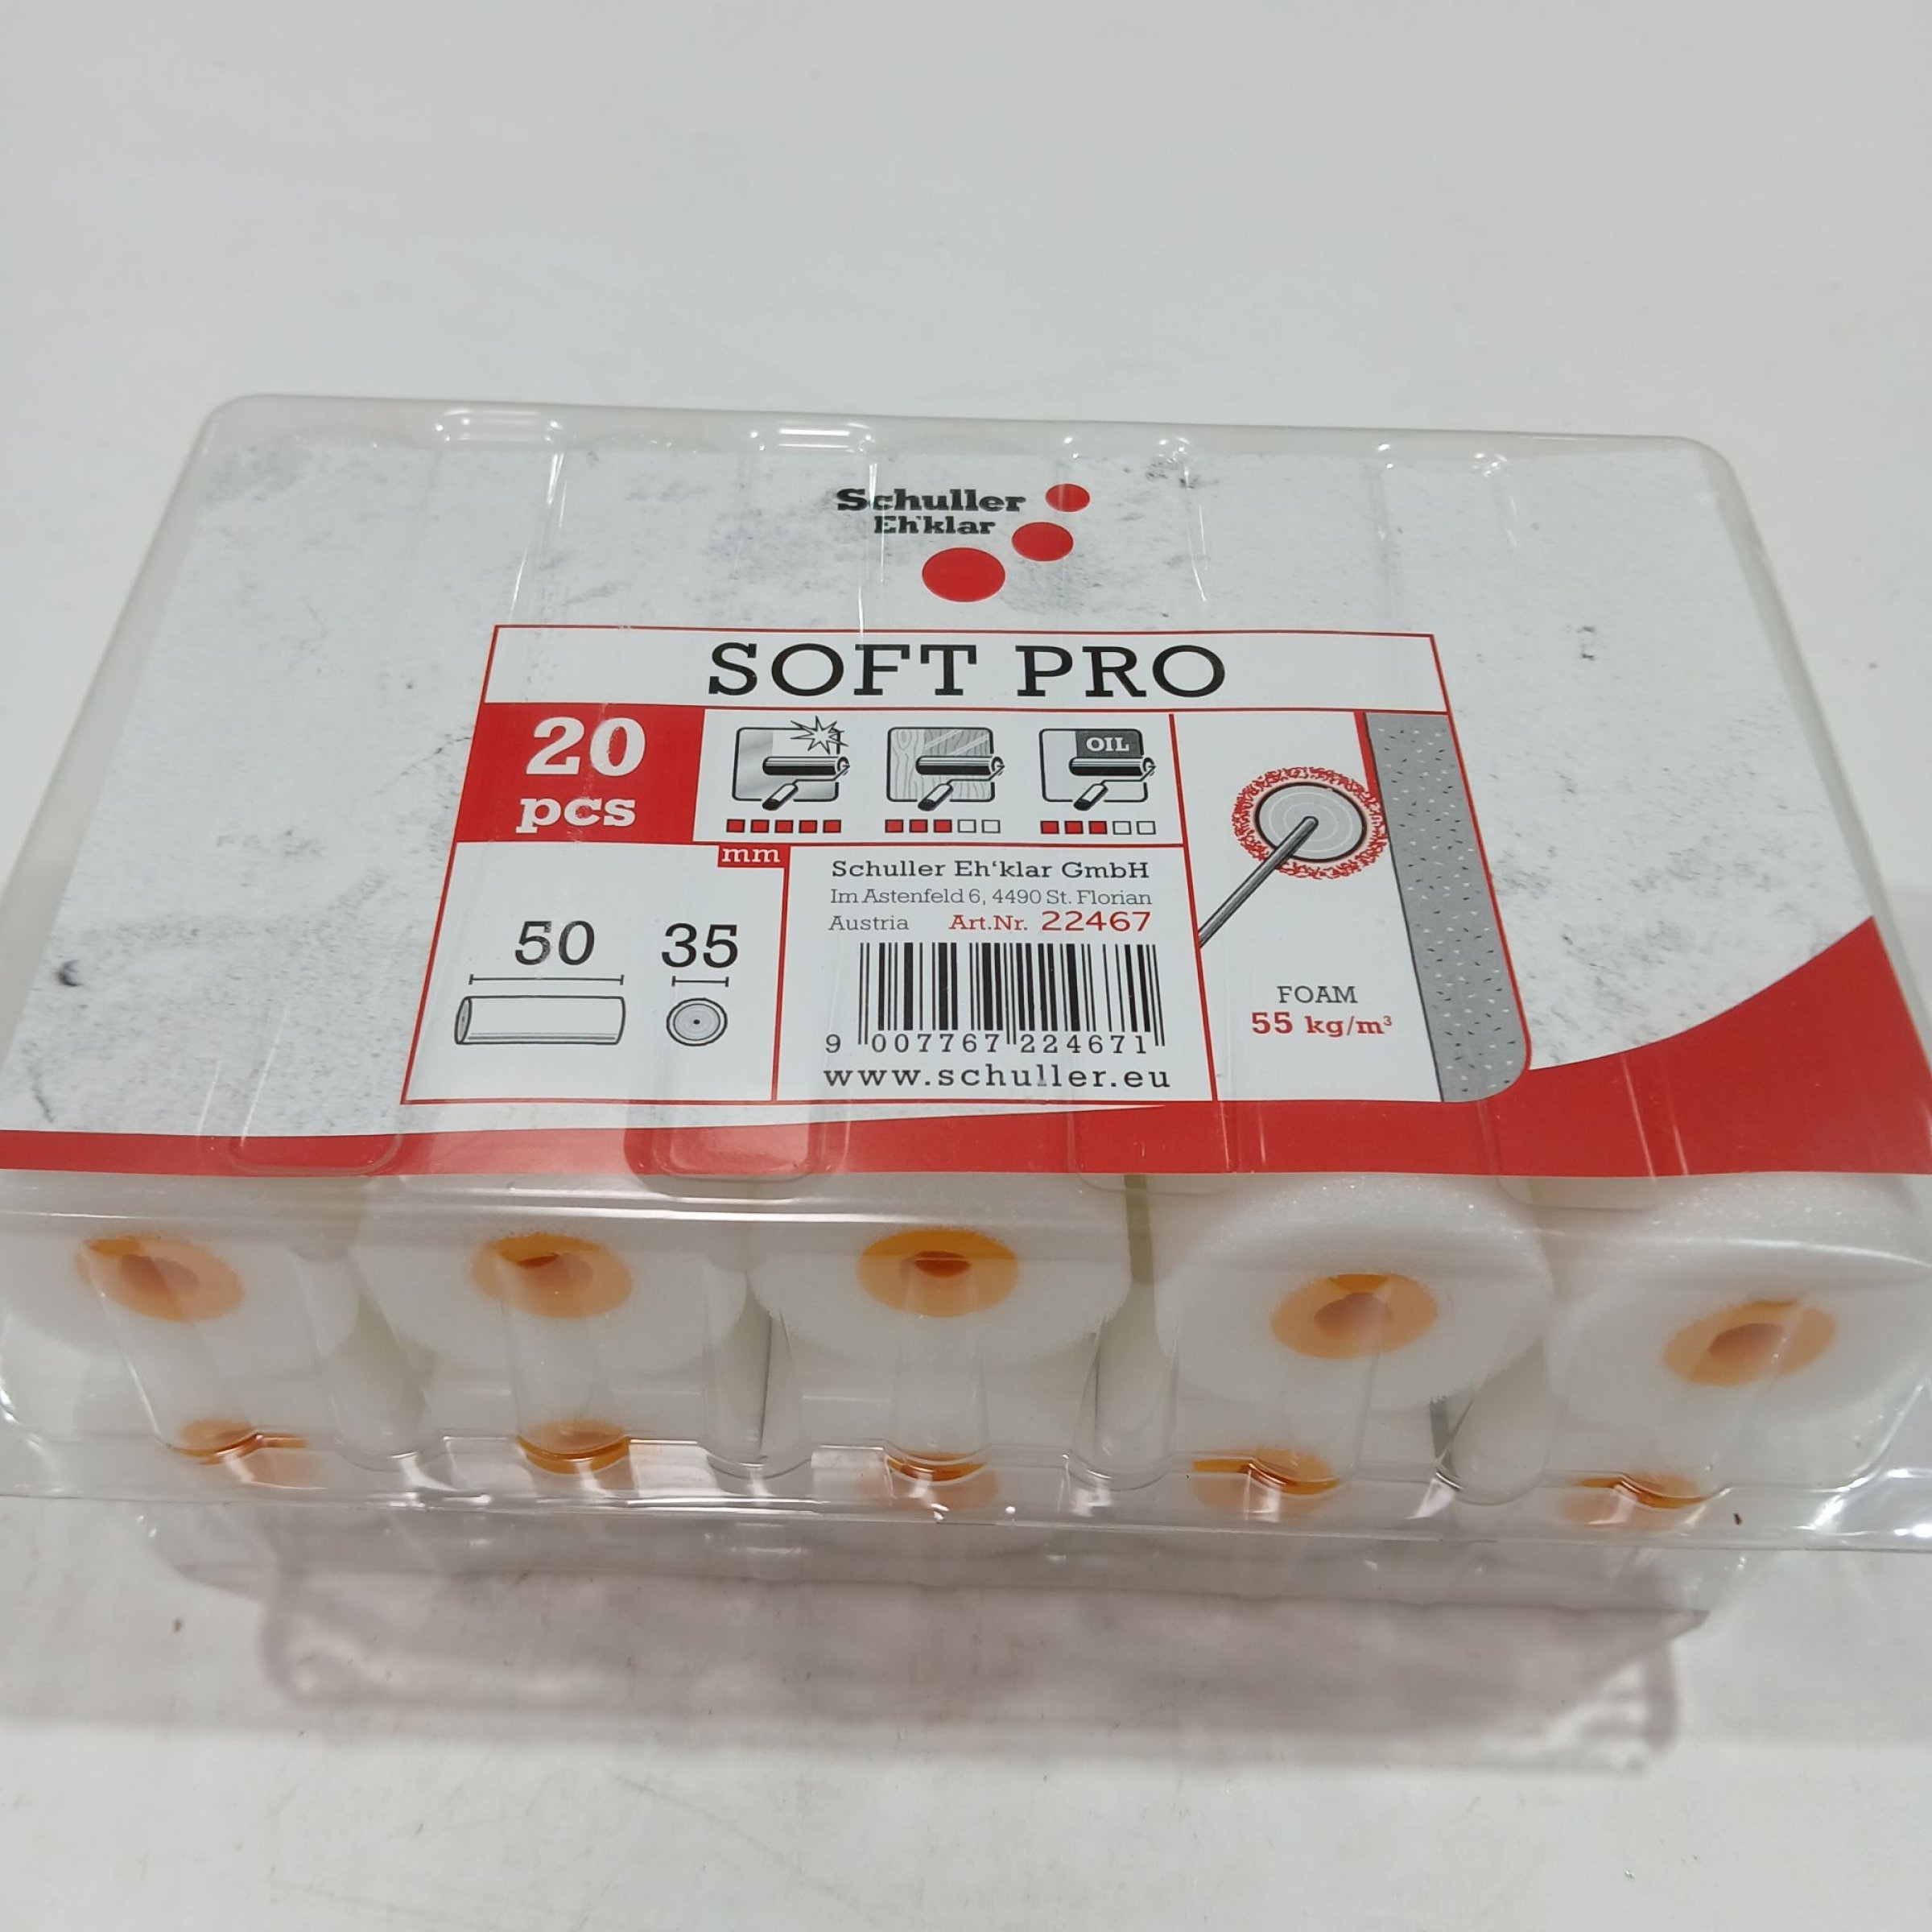 Schuller
Eh'klar
SOFT PRO
20
pcs
OIL
mm
50
35
Schuller Eh‘klar GmbH
Im Astenfeld 6, 4490 St. Florian
Austria Art.Nr. 22467
9 007767 224671
www.schuller.eu
FOAM
55 kg/m³